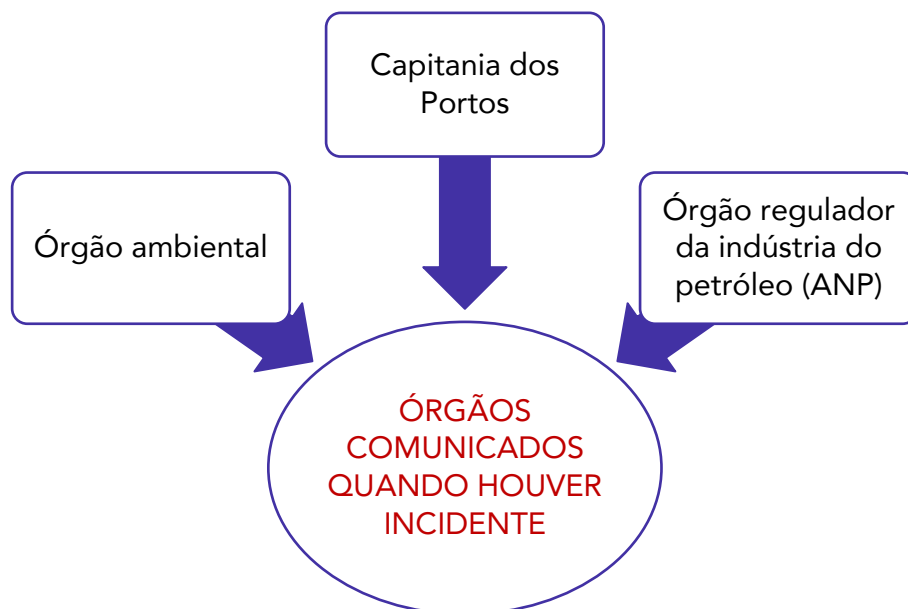 Capitania dos
Portos
Órgão ambiental
Órgão regulador
da indústria do
petróleo (ANP)
ÓRGÃOS
COMUNICADOS
QUANDO HOUVER
INCIDENTE